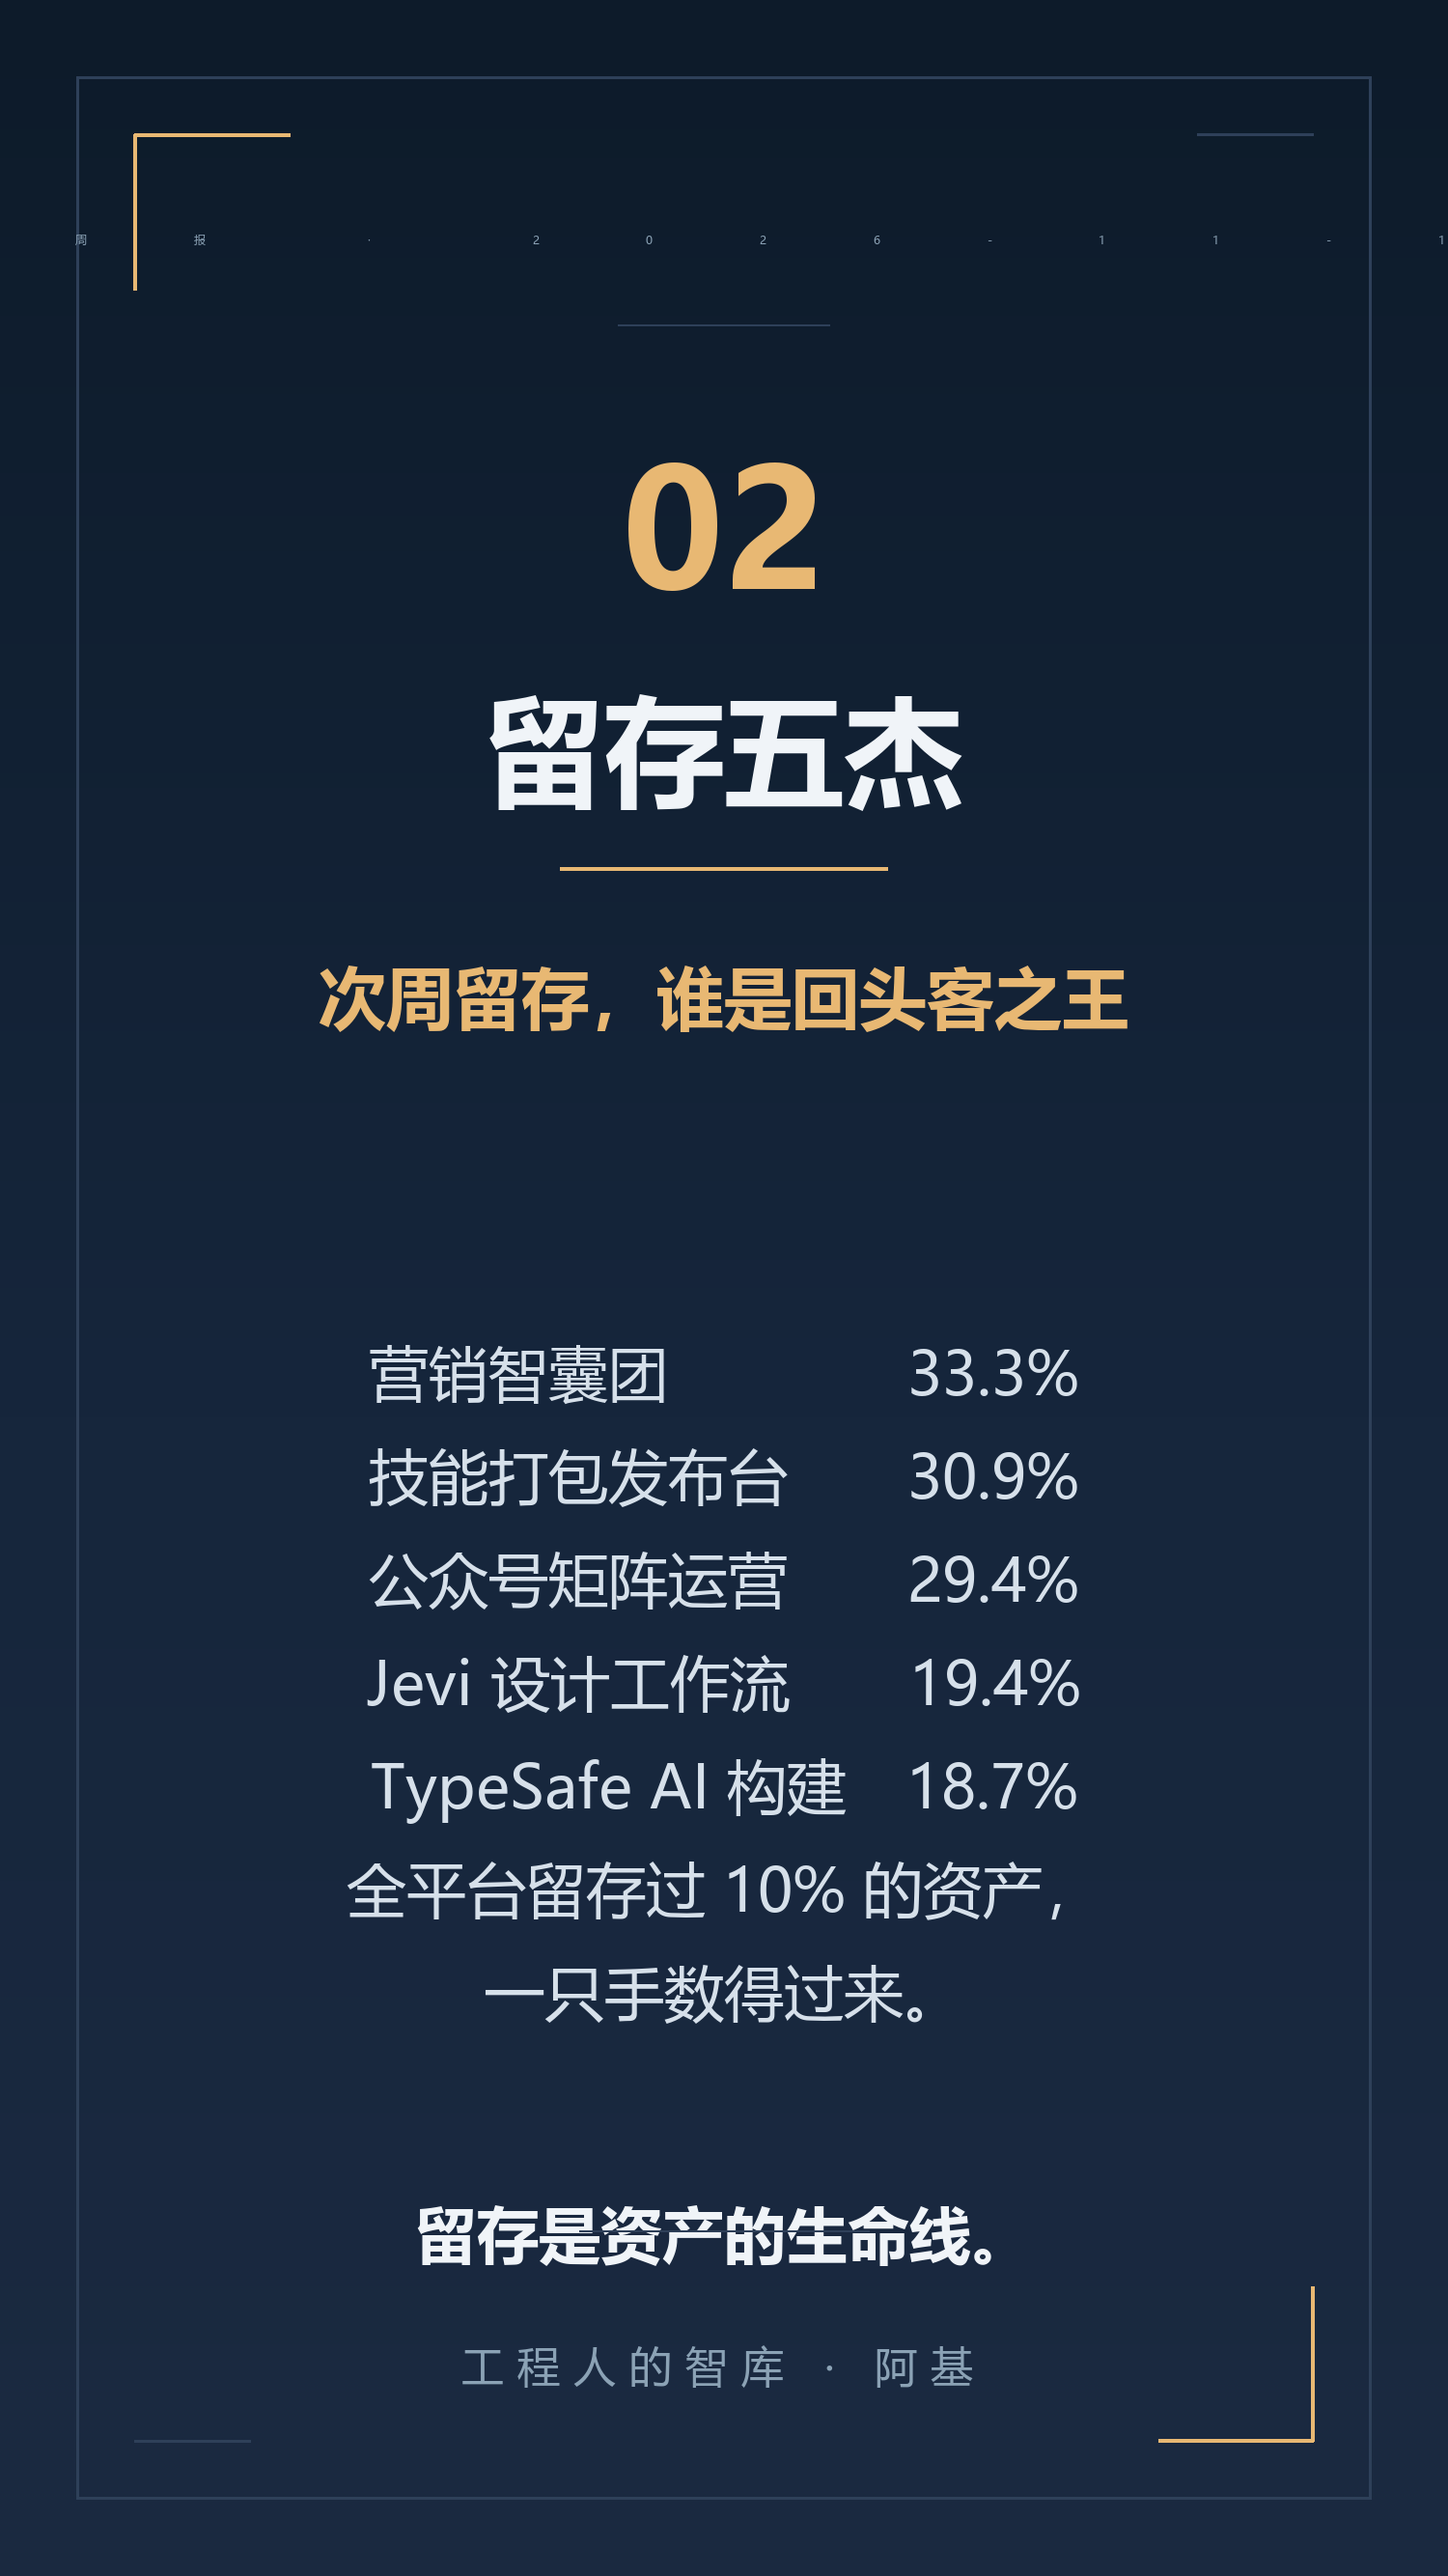 周报 · 2026-11-1
02
留存五杰
次周留存，谁是回头客之王
营销智囊团 33.3%
技能打包发布台 30.9%
公众号矩阵运营 29.4%
Jevi 设计工作流 19.4%
TypeSafe AI 构建 18.7%
全平台留存过 10% 的资产，
一只手数得过来。
留存是资产的生命线。
工程人的智库 · 阿基